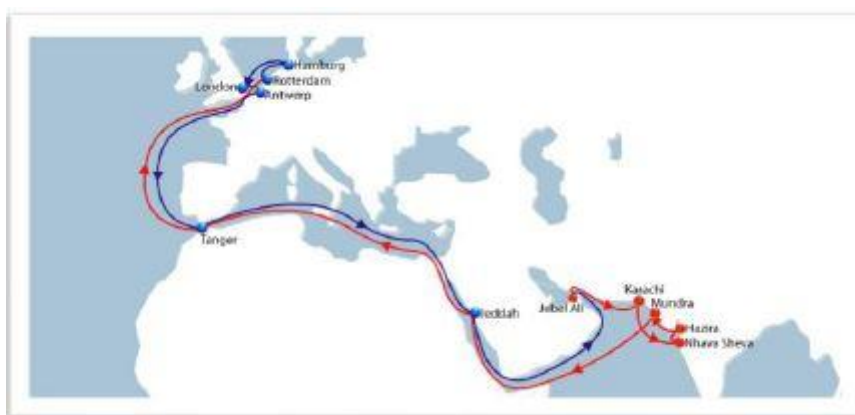 Hamburg
Rotterdam
London
Antwerp
Tanger
Jeddah
Jebel Ali
Karachi
Mundra
Hazira
Nhava Sheva